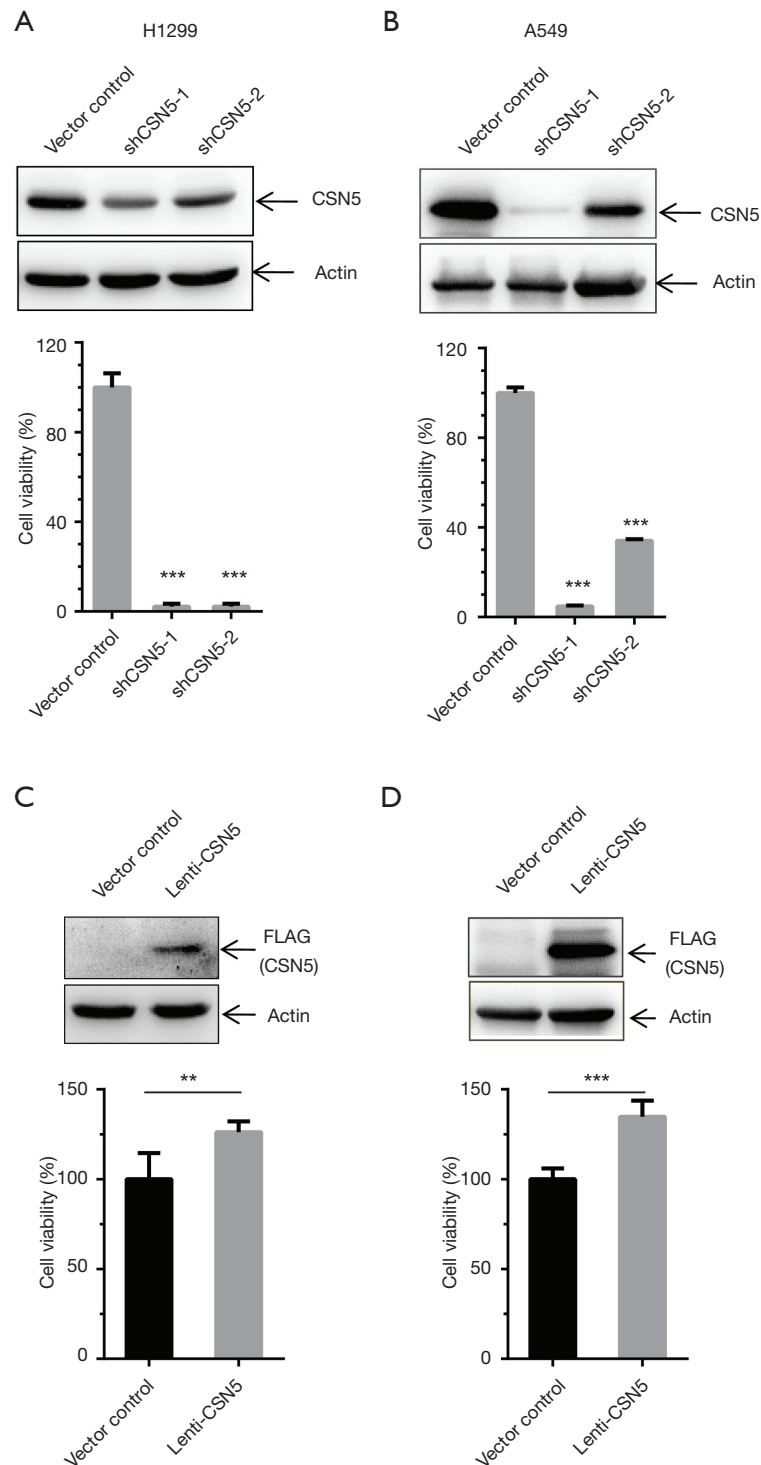 A
H1299
Vector control
shCSN5-1
shCSN5-2
CSN5
Actin
120
80
40
0
Cell viability (%)
***
***
Vector control
shCSN5-1
shCSN5-2
B
A549
Vector control
shCSN5-1
shCSN5-2
CSN5
Actin
120
80
40
0
Cell viability (%)
***
***
Vector control
shCSN5-1
shCSN5-2
C
Vector control
Lenti-CSN5
FLAG
(CSN5)
Actin
150
100
50
0
Cell viability (%)
**
Vector control
Lenti-CSN5
D
Vector control
Lenti-CSN5
FLAG
(CSN5)
Actin
150
100
50
0
Cell viability (%)
***
Vector control
Lenti-CSN5